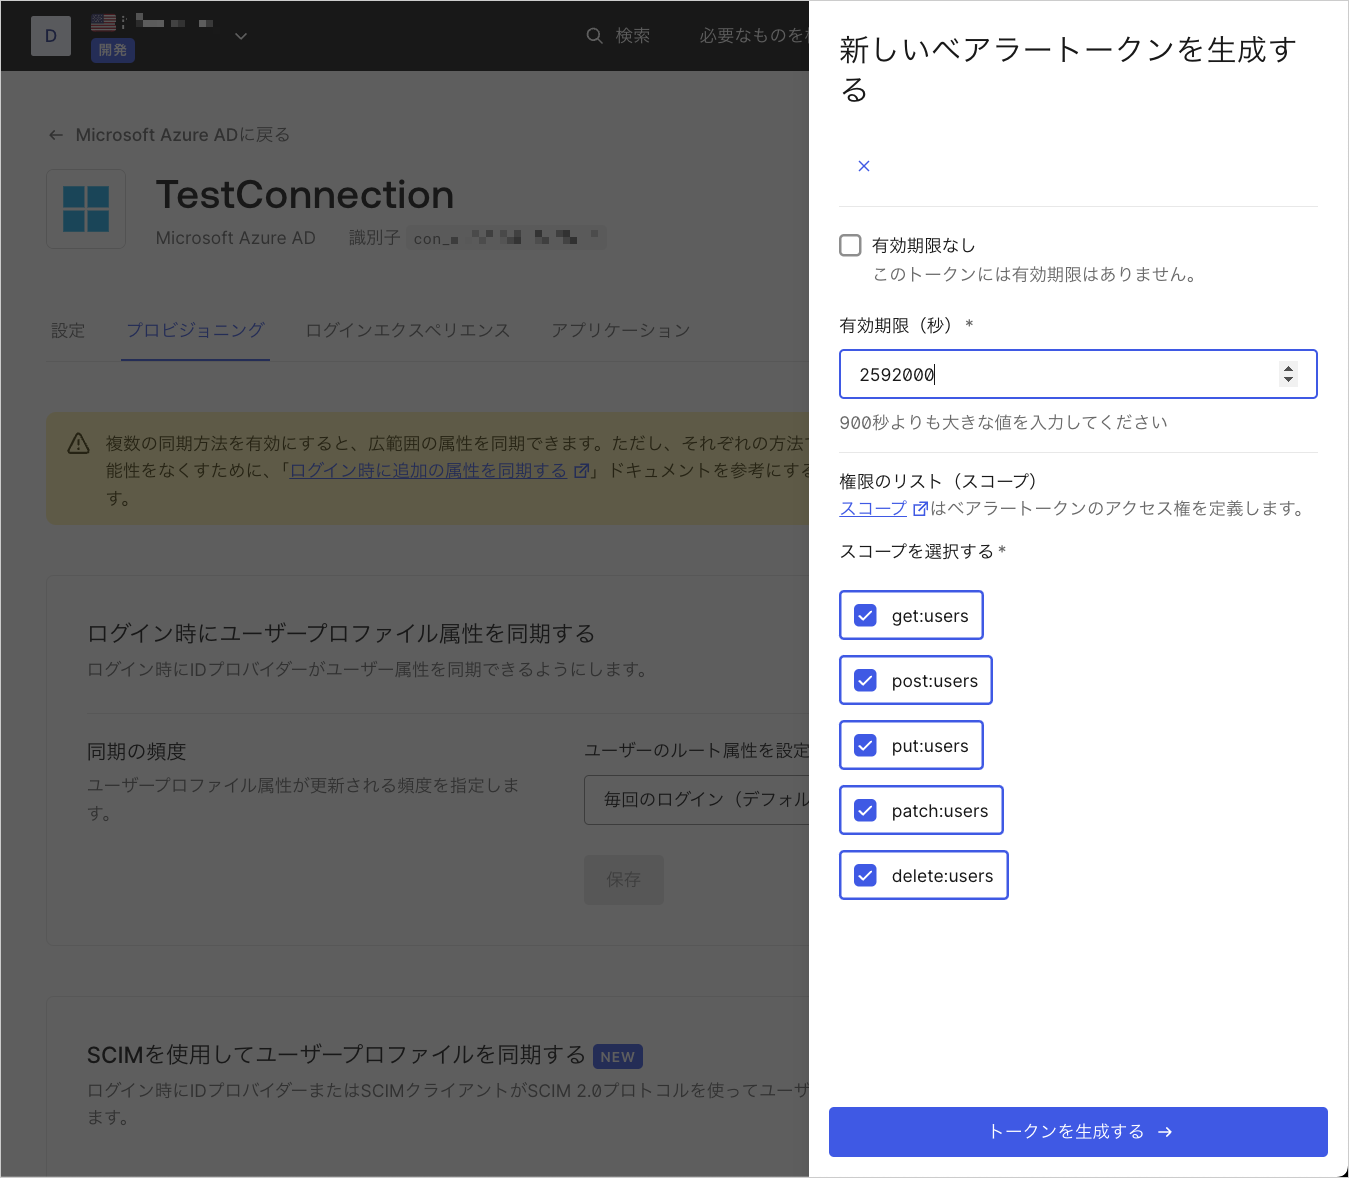 D
開発
検索
必要なものを
Microsoft Azure ADに戻る
TestConnection
Microsoft Azure AD
識別子
con_
設定
プロビジョニング
ログインエクスペリエンス
アプリケーション
複数の同期方法を有効にすると、広範囲の属性を同期できます。ただし、それぞれの方法
能性をなくすために、「ログイン時に追加の属性を同期する」ドキュメントを参考にする
す。
ログイン時にユーザープロファイル属性を同期する
ログイン時にIDプロバイダーがユーザー属性を同期できるようにします。
同期の頻度
ユーザープロファイル属性が更新される頻度を指定しま
す。
ユーザーのルート属性を設定
毎回のログイン（デフォル
保存
SCIMを使用してユーザープロファイルを同期する NEW
ログイン時にIDプロバイダーまたはSCIMクライアントがSCIM 2.0プロトコルを使ってユーザ
ます。
新しいベアラートークンを生成す
る
有効期限なし
このトークンには有効期限はありません。
有効期限（秒） *
2592000
900秒よりも大きな値を入力してください
権限のリスト（スコープ）
スコープはベアラートークンのアクセス権を定義します。
スコープを選択する *
get:users
post:users
put:users
patch:users
delete:users
トークンを生成する →